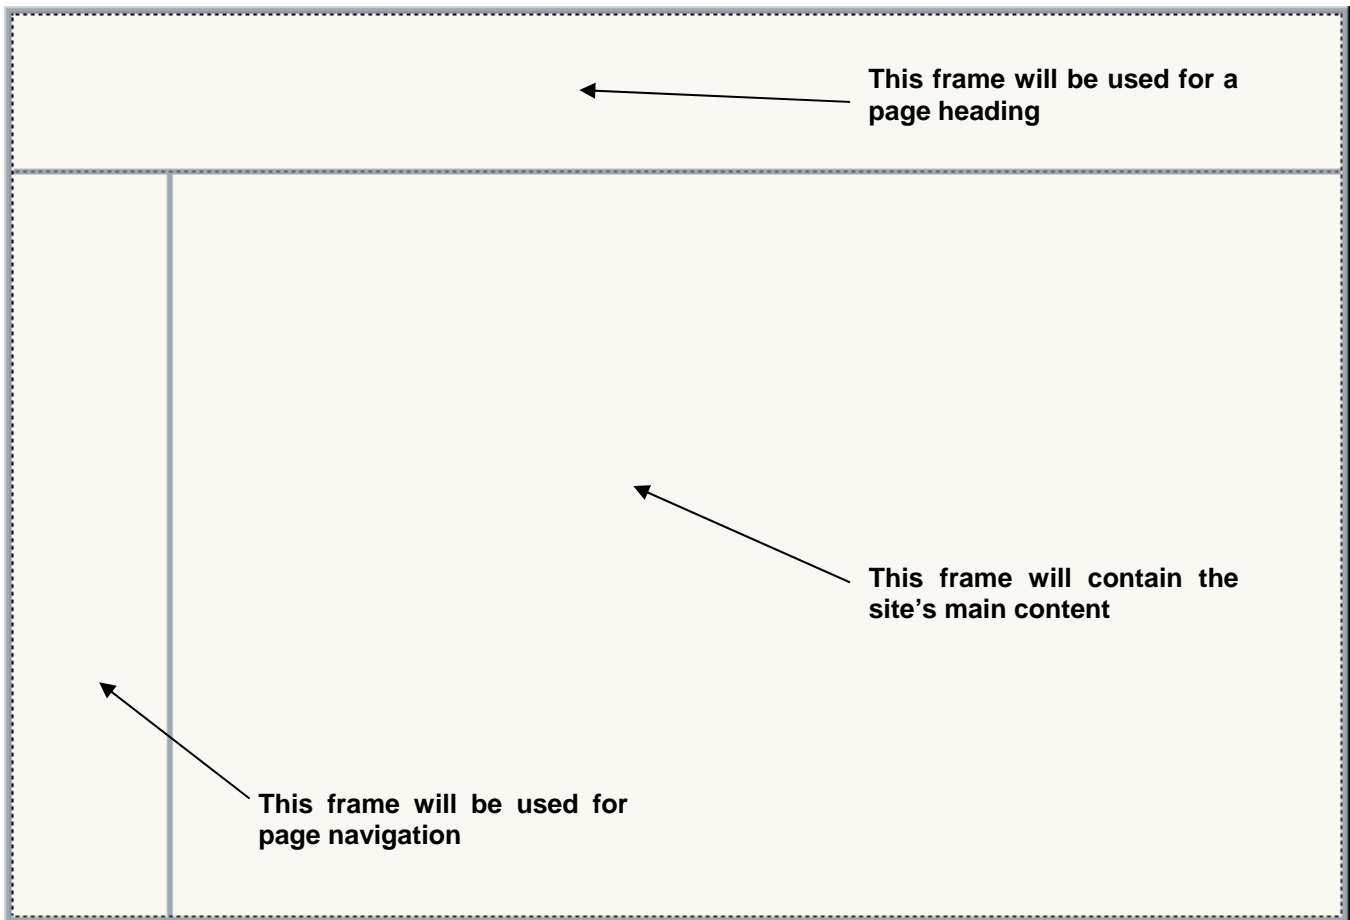 This frame will be used for a
page heading
This frame will contain the
site’s main content
This frame will be used for
page navigation